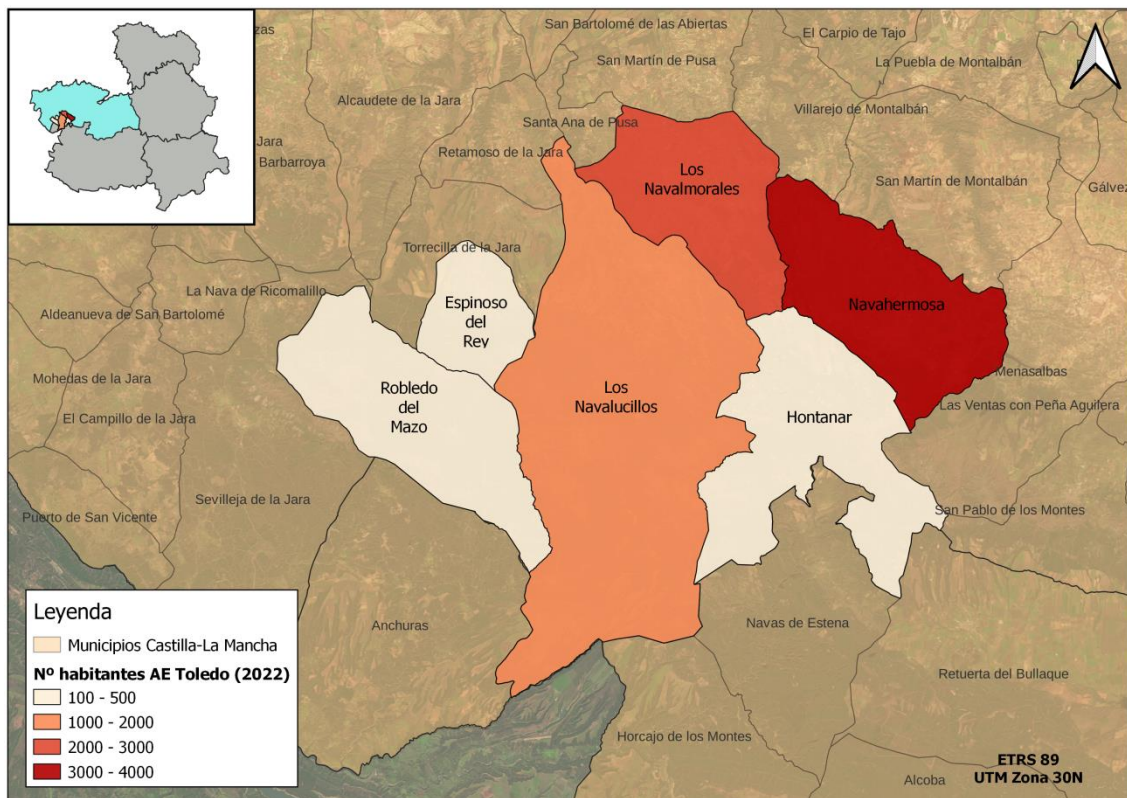 San Bartolomé de las Abiertas
El Carpio de Tajo
zas
San Martín de Pusa
La Puebla de Montalbán
Alcaudete de la Jara
Villarejo de Montalbán
Santa Ana de Pusa
Jara
Retamoso de la Jara
Barbarroya
Los
Navalmorales
San Martín de Montalbán
Gálvez
Torrecilla de la Jara
La Nava de Ricomalillo
Espinoso
del
Rey
Navahermosa
Aldeanueva de San Bartolomé
Mohedas de la Jara
Robledo
del
Mazo
Los
Navalucillos
Menasalbas
Las Ventas con Peña Aguilera
El Campillo de la Jara
Hontanar
Sevilleja de la Jara
Puerto de San Vicente
San Pablo de los Montes
Anchuras
Navas de Estena
Retuerta del Bullaque
Horcajo de los Montes
Alcoba
Leyenda
Municipios Castilla-La Mancha
Nº habitantes AE Toledo (2022)
100 - 500
1000 - 2000
2000 - 3000
3000 - 4000
ETRS 89
UTM Zona 30N